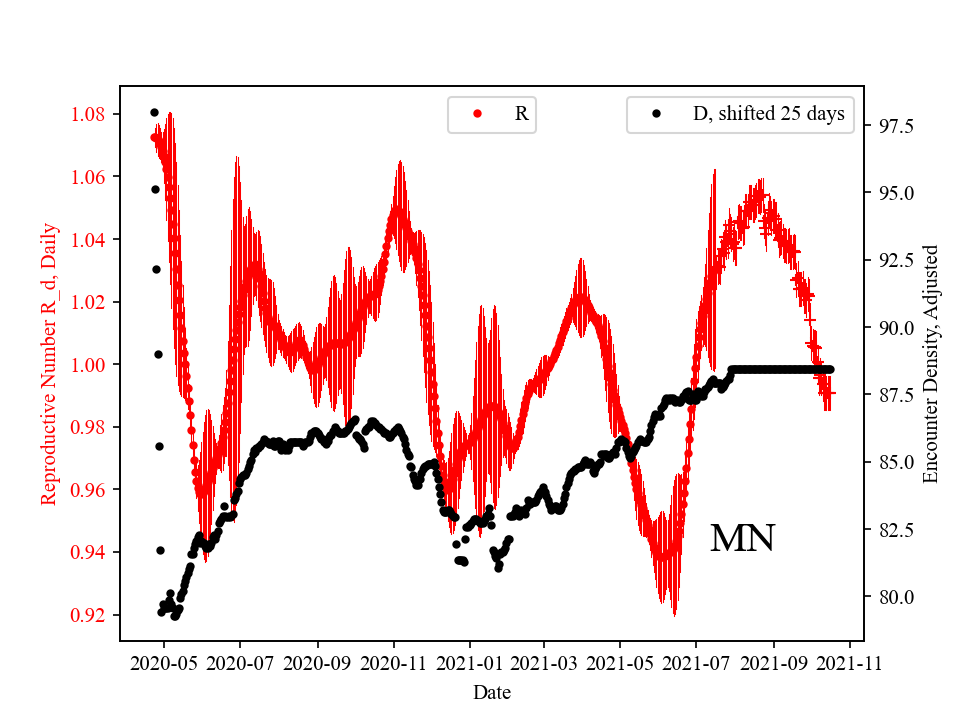 R
D, shifted 25 days
1.08
1.06
1.04
1.02
1.00
0.98
0.96
0.94
0.92
Reproductive Number R_d, Daily
97.5
95.0
92.5
90.0
87.5
85.0
82.5
80.0
Encounter Density, Adjusted
MN
2020-05 2020-07 2020-09 2020-11 2021-01 2021-03 2021-05 2021-07 2021-09 2021-11
Date